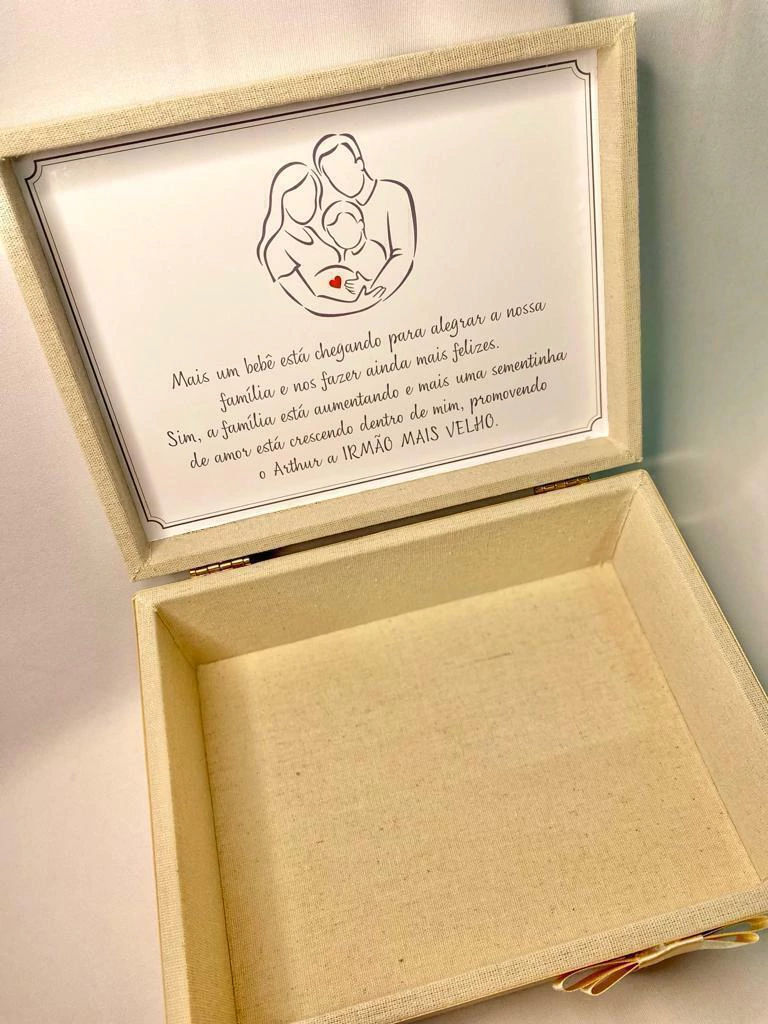 Mais um bebê está chegando para alegrar a nossa
família e nos fazer ainda mais felizes.
Sim, a família está aumentando e mais uma sementinha
de amor está crescendo dentro de mim, promovendo
o Arthur a IRMÃO MAIS VELHO.